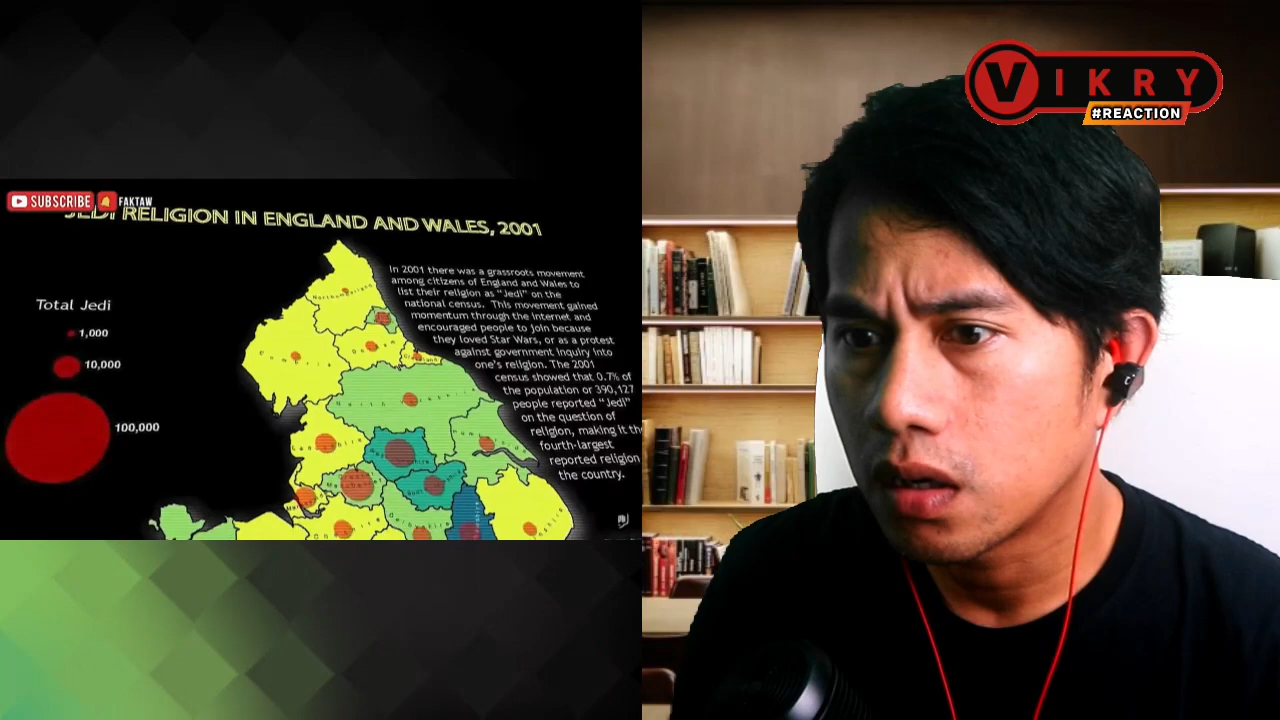 SUBSCRIBE
FAKTAW
JEDI RELIGION IN ENGLAND AND WALES, 2001
In 2001 there was a grassroots movement
among citizens of England and Wales to
list their religion as "Jedi" on the
national census. This movement gained
momentum through the Internet and
encouraged people to join because
they loved Star Wars, or as a protest
against government inquiry into
one's religion. The 2001
census showed that 0.7% of
the population or 390,127
people reported "Jedi"
on the question of
religion, making it th
fourth-largest
reported religion
the country.
Total Jedi
1,000
10,000
100,000
VIKRY
#REACTION